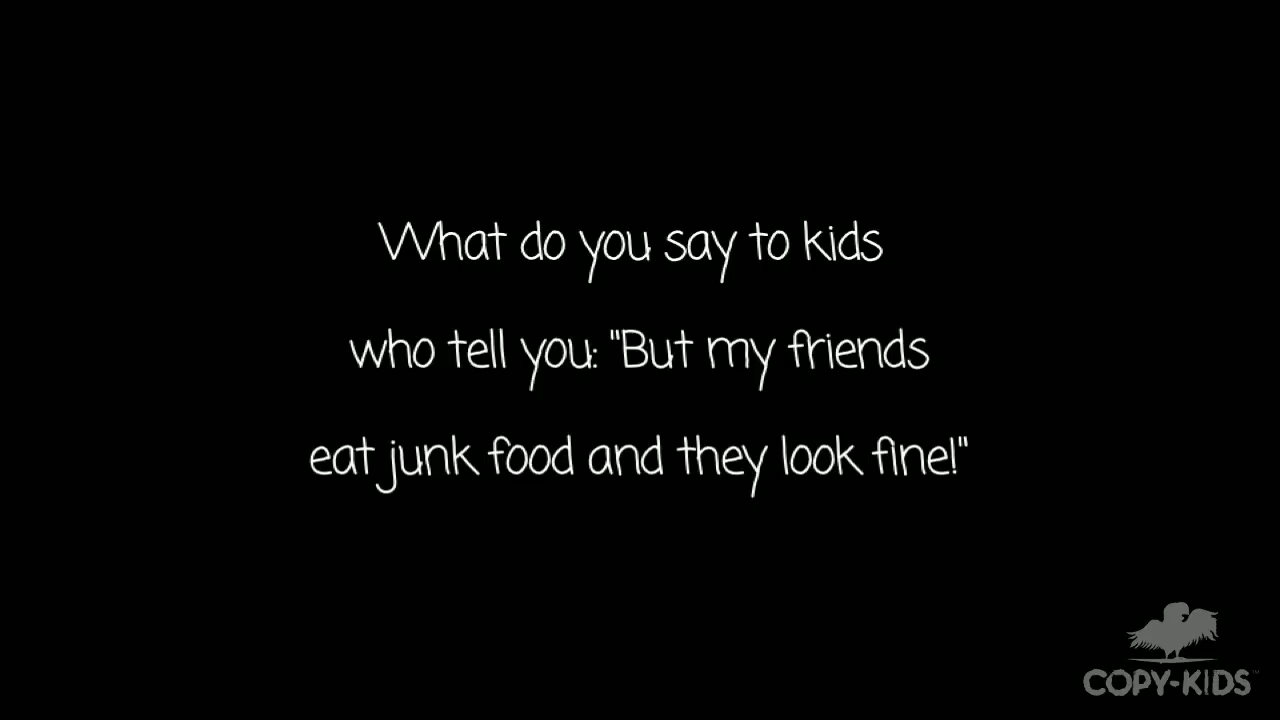 What do you say to kids
who tell you: "But my friends
eat junk food and they look fine!"
COPY-KIDS™